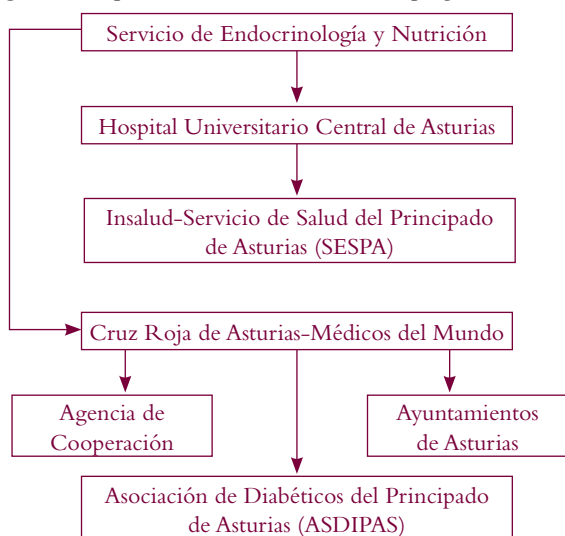 Servicio de Endocrinología y Nutrición
Hospital Universitario Central de Asturias
Insalud-Servicio de Salud del Principado
de Asturias (SESPA)
Cruz Roja de Asturias-Médicos del Mundo
Agencia de
Cooperación
Ayuntamientos
de Asturias
Asociación de Diabéticos del Principado
de Asturias (ASDIPAS)